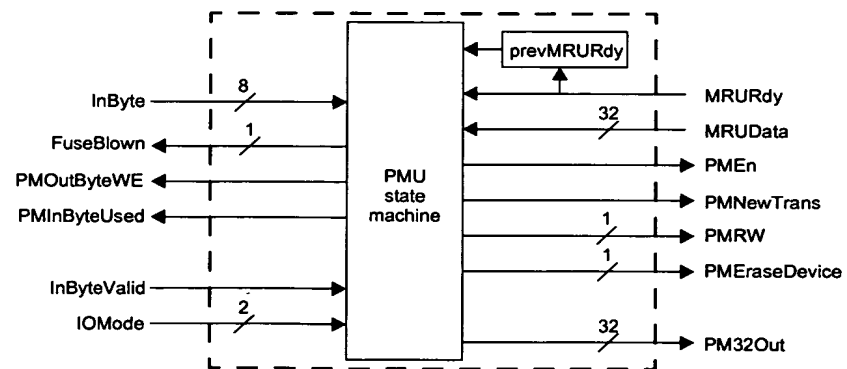 prevMRURdy
8
InByte
MRURdy
1
32
FuseBlown
MRUData
PMOutByteWE
PMU
state
machine
PMEn
PMInByteUsed
PMNewTrans
1
PMRW
1
PMEraseDevice
InByteValid
2
IOMode
32
PM32Out